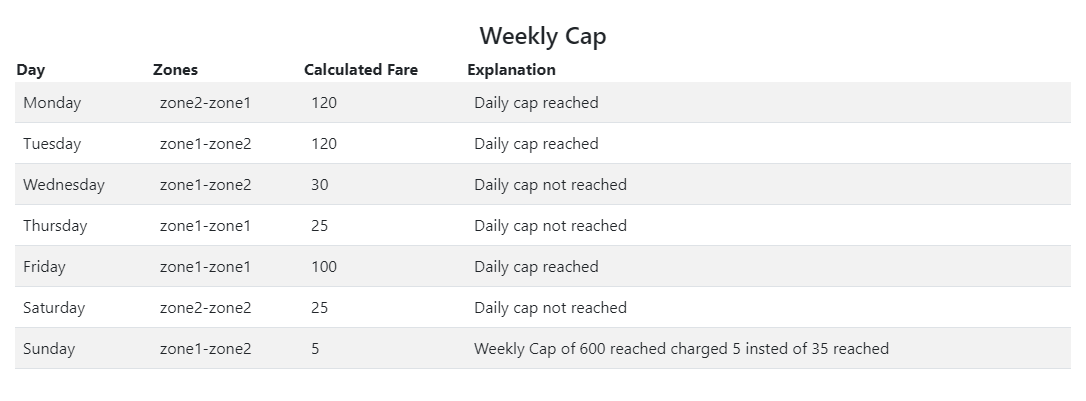 Weekly Cap
Day Zones Calculated Fare Explanation
Monday zone2-zone1 120 Daily cap reached
Tuesday zone1-zone2 120 Daily cap reached
Wednesday zone1-zone2 30 Daily cap not reached
Thursday zone1-zone1 25 Daily cap not reached
Friday zone1-zone1 100 Daily cap reached
Saturday zone2-zone2 25 Daily cap not reached
Sunday zone1-zone2 5 Weekly Cap of 600 reached charged 5 insted of 35 reached